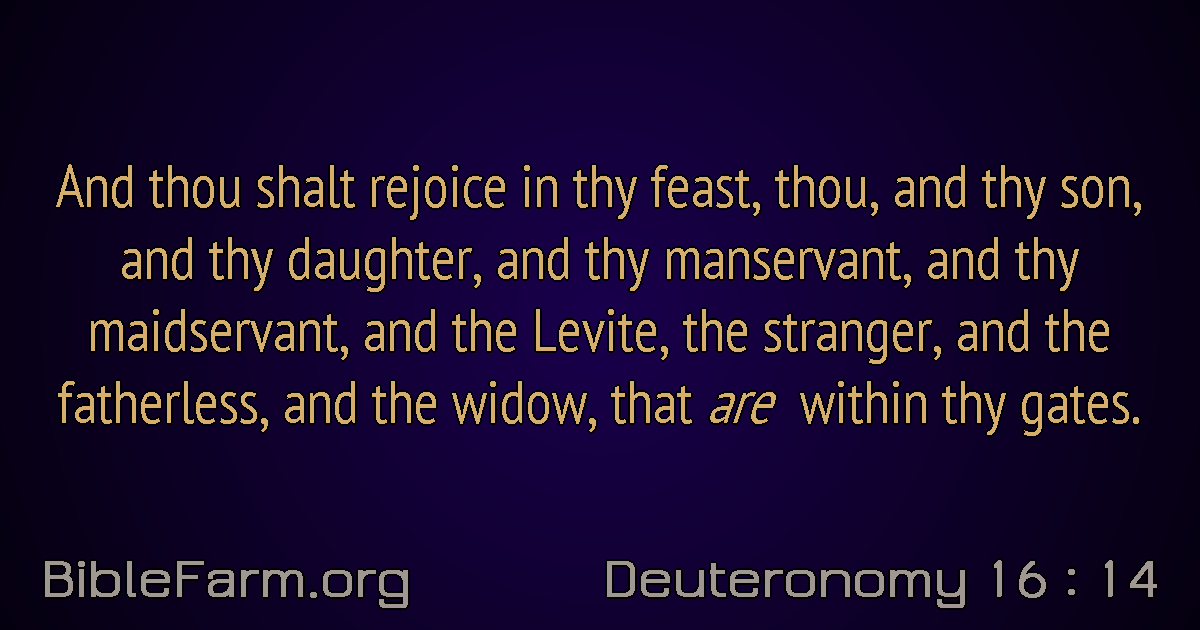 And thou shalt rejoice in thy feast, thou, and thy son,
and thy daughter, and thy manservant, and thy
maidservant, and the Levite, the stranger, and the
fatherless, and the widow, that are within thy gates.
BibleFarm.org
Deuteronomy 16 : 14